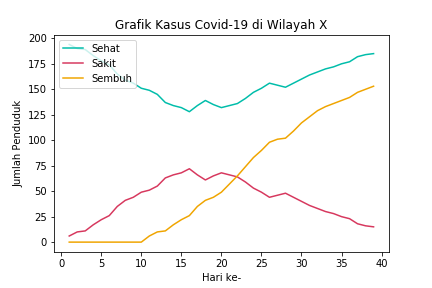 Grafik Kasus Covid-19 di Wilayah X
Sehat
Sakit
Sembuh
Jumlah Penduduk
200
175
150
125
100
75
50
25
0
0 5 10 15 20 25 30 35 40
Hari ke-